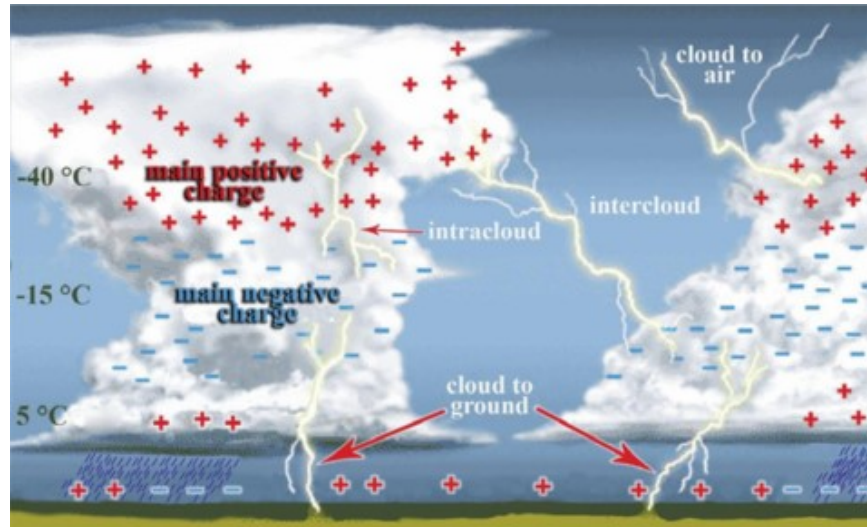 cloud to
air
-40 °C
main positive
charge
intracloud
intercloud
-15 °C
main negative
charge
cloud to
ground
5 °C